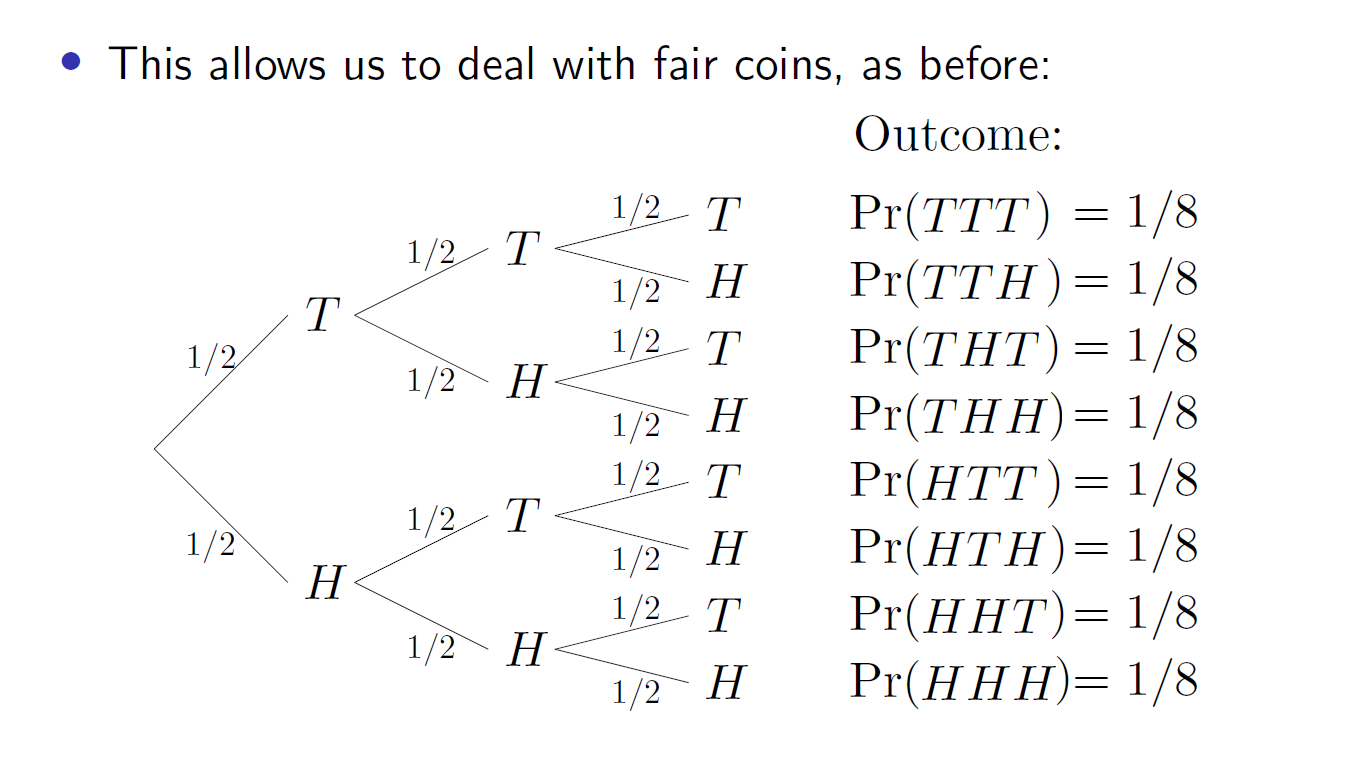 • This allows us to deal with fair coins, as before:
Outcome:
1/2 T Pr(TTT) = 1/8
1/2 T
1/2 H Pr(TTH) = 1/8
1/2 T
1/2 T Pr(THT) = 1/8
1/2 H
1/2 H Pr(THH) = 1/8
1/2 T Pr(HTT) = 1/8
1/2 T
1/2 H Pr(HTH) = 1/8
1/2 H
1/2 T Pr(HHT) = 1/8
1/2 H
1/2 H Pr(HHH) = 1/8